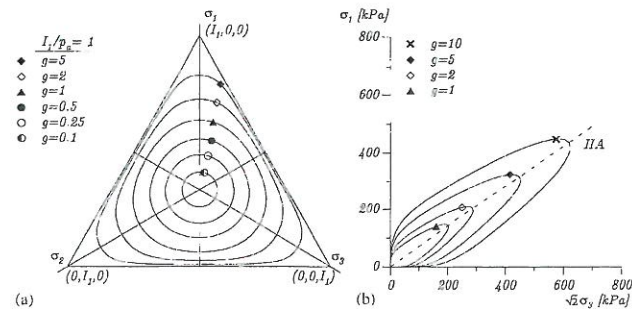 σ₁
(I₁,0,0)
I₁/pₐ= 1
g=5
g=2
g=1
g=0.5
g=0.25
g=0.1
σ₂
(0,I₁,0)
σ₃
(0,0,I₁)
(a)
σ₁ [kPa]
800
600
400
200
0
g=10
g=5
g=2
g=1
H.A
0 200 400 600 800
√2σ₃ [kPa]
(b)